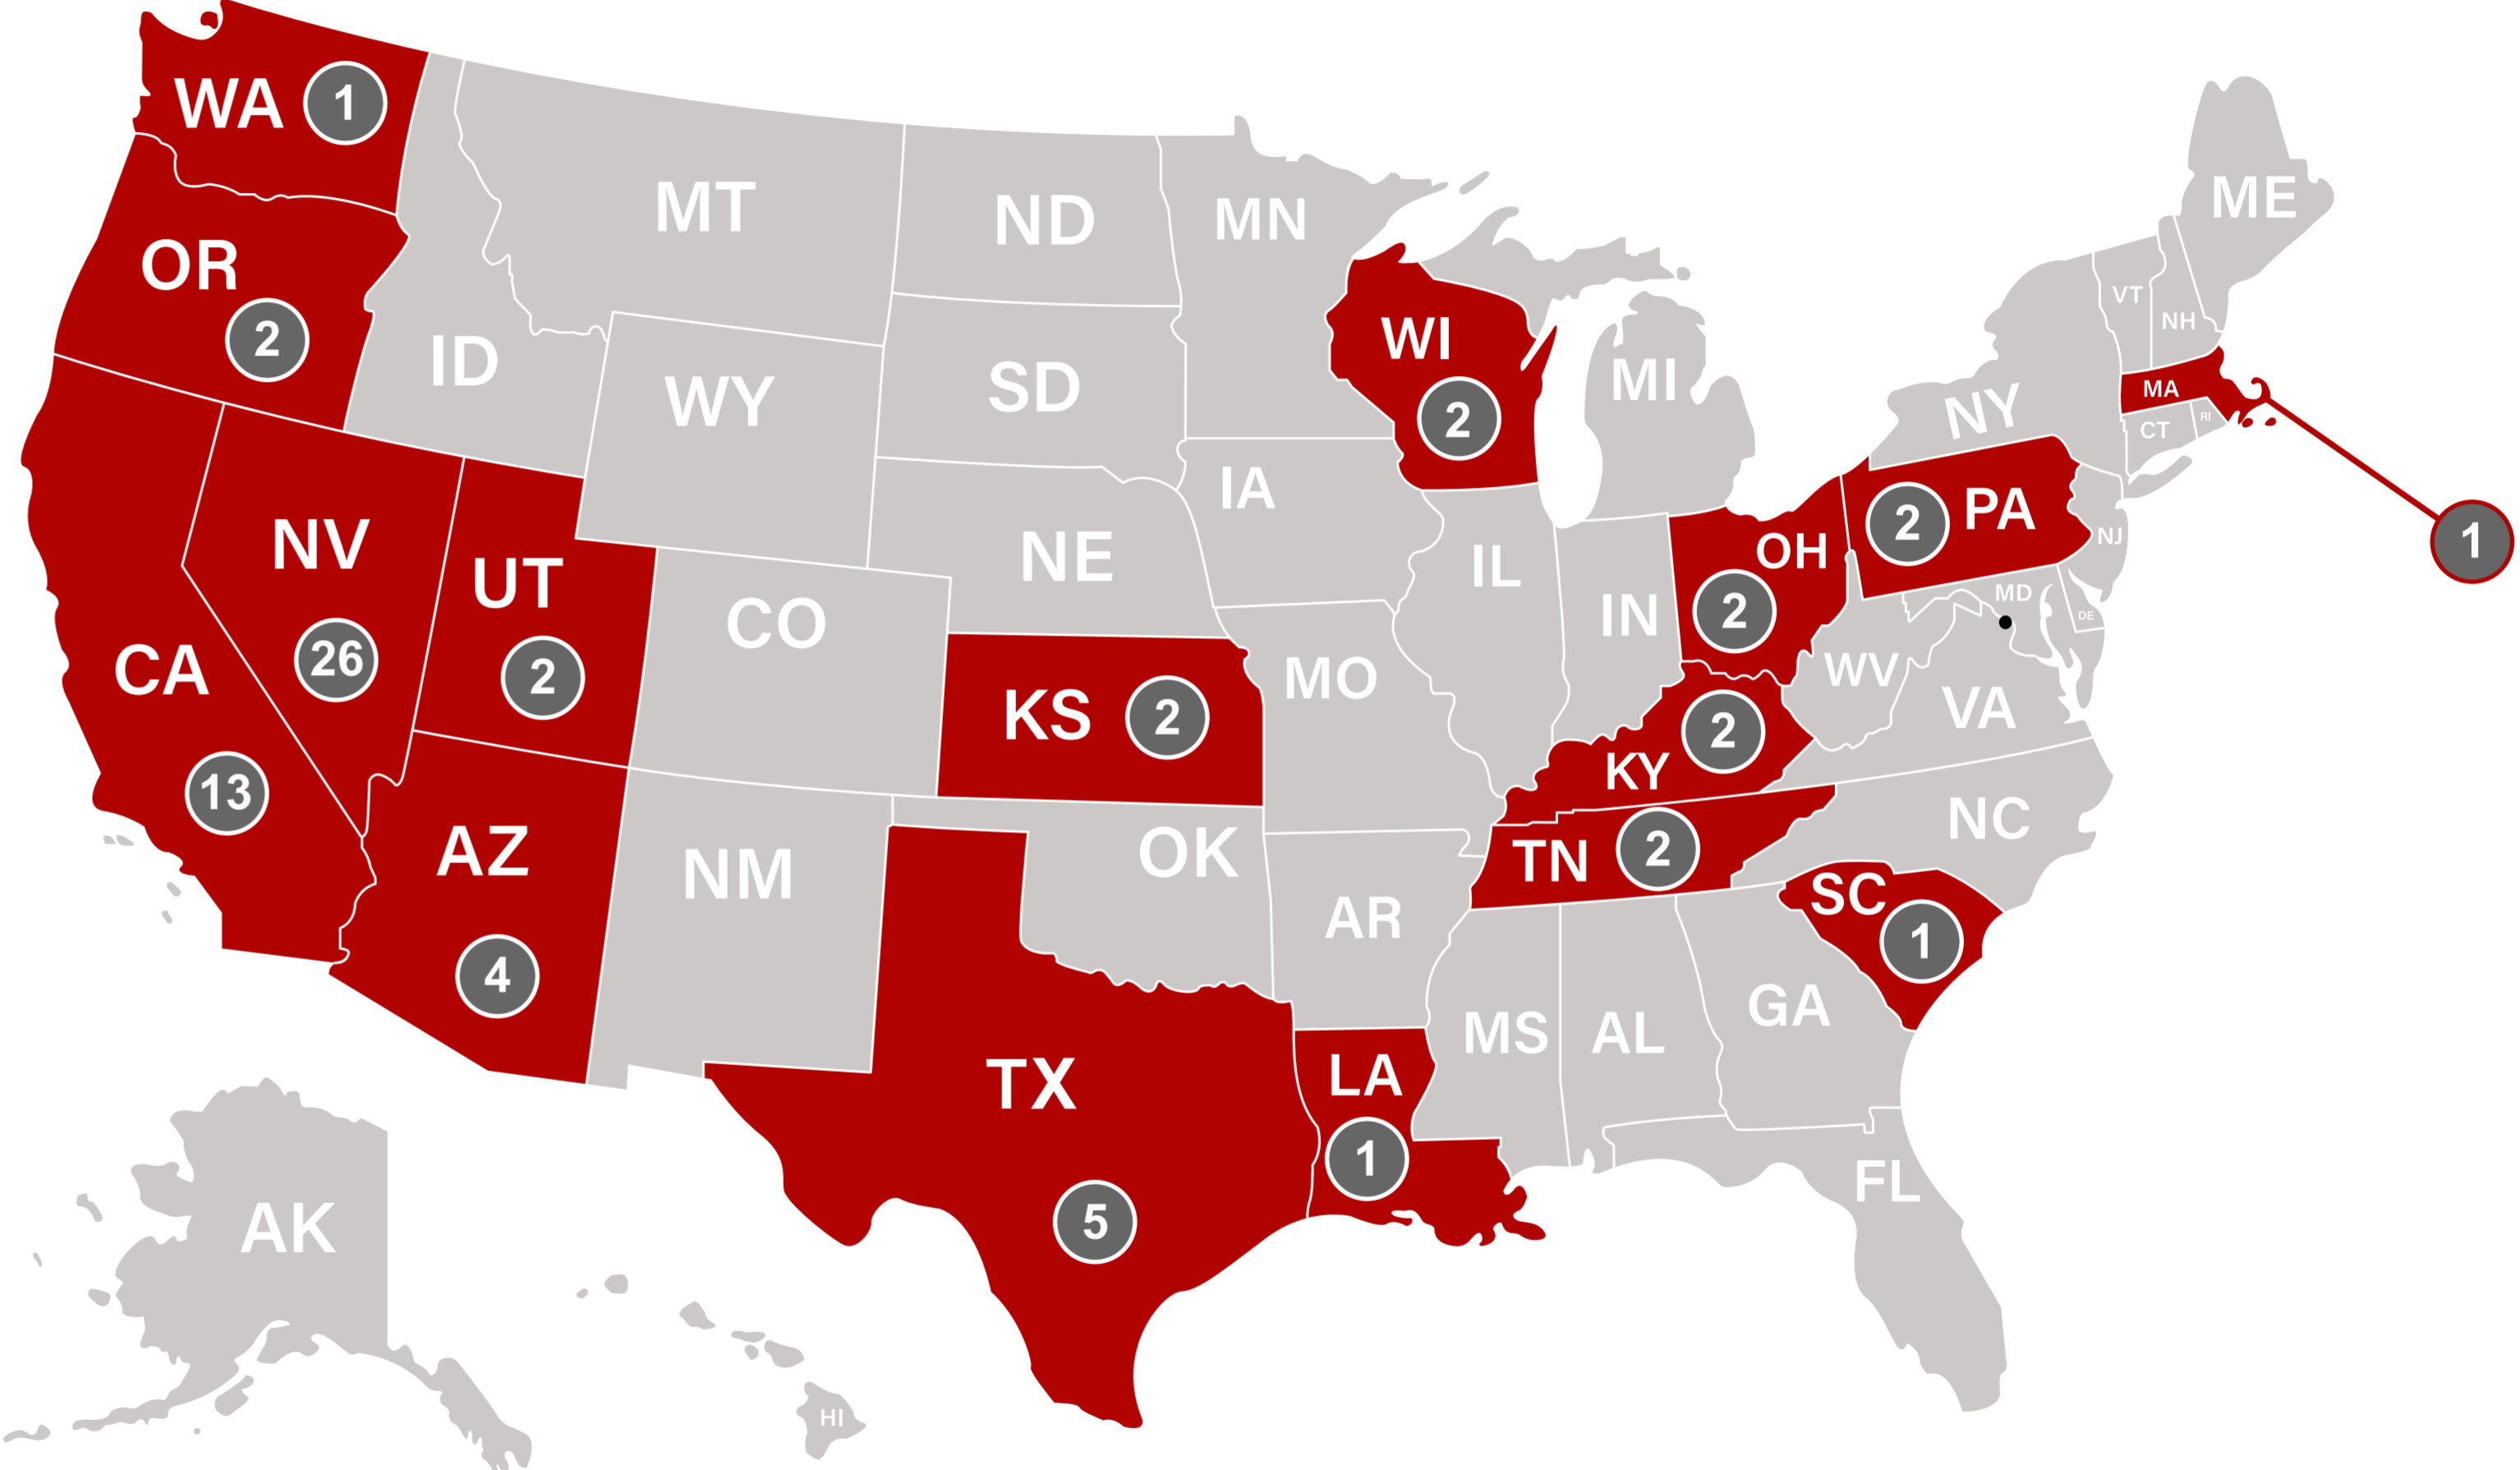 WA 1
OR
2
CA
13
NV
26
UT
2
AZ
4
ID
MT
WY
CO
NM
ND
SD
NE
KS 2
OK
TX
5
MN
IA
MO
AR
LA
1
WI
2
IL
MI
IN
OH
2
KY
2
TN 2
MS
AL
GA
FL
SC
1
NC
VA
WV
MD
DE
2 PA
NJ
NY
CT
RI
MA
1
VT
NH
ME
AK
HI